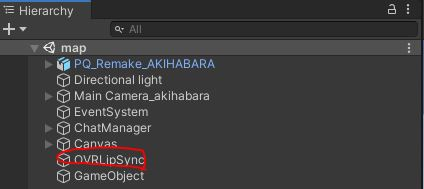 Hierarchy
All
map
PQ_Remake_AKIHABARA
Directional light
Main Camera_akihabara
EventSystem
ChatManager
Canvas
OVRLipSync
GameObject